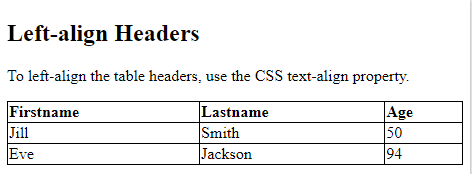 Left-align Headers
To left-align the table headers, use the CSS text-align property.
Firstname Lastname Age
Jill Smith 50
Eve Jackson 94